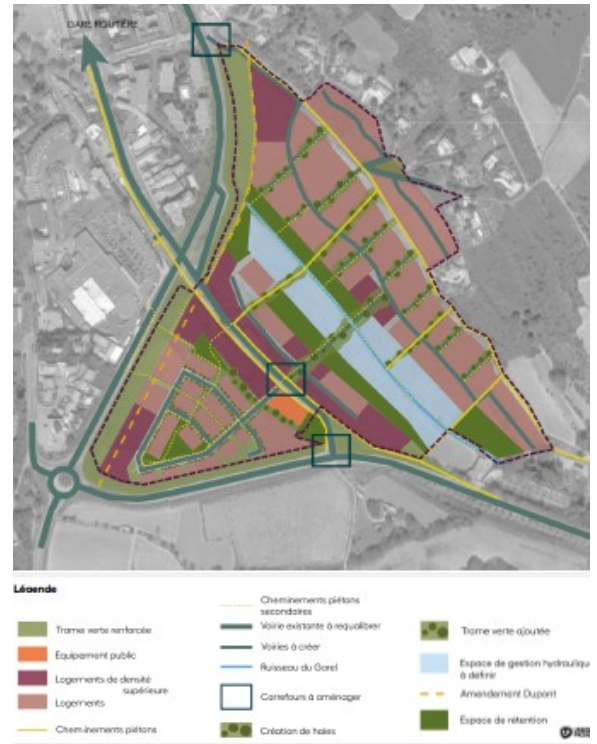 GARE ROUTIÈRE
Légende
Trame verte renforcée
Equipement public
Logements de densité
supérieure
Logements
Cheminements piétons
Cheminements piétons
secondaires
Voirie existante à requalibrer
Voiries à créer
Ruisseau du Gorel
Carrefours à aménager
Création de haies
Trame verte ajoutée
Espace de gestion hydraulique
à définir
Amendement Dupont
Espace de rétention